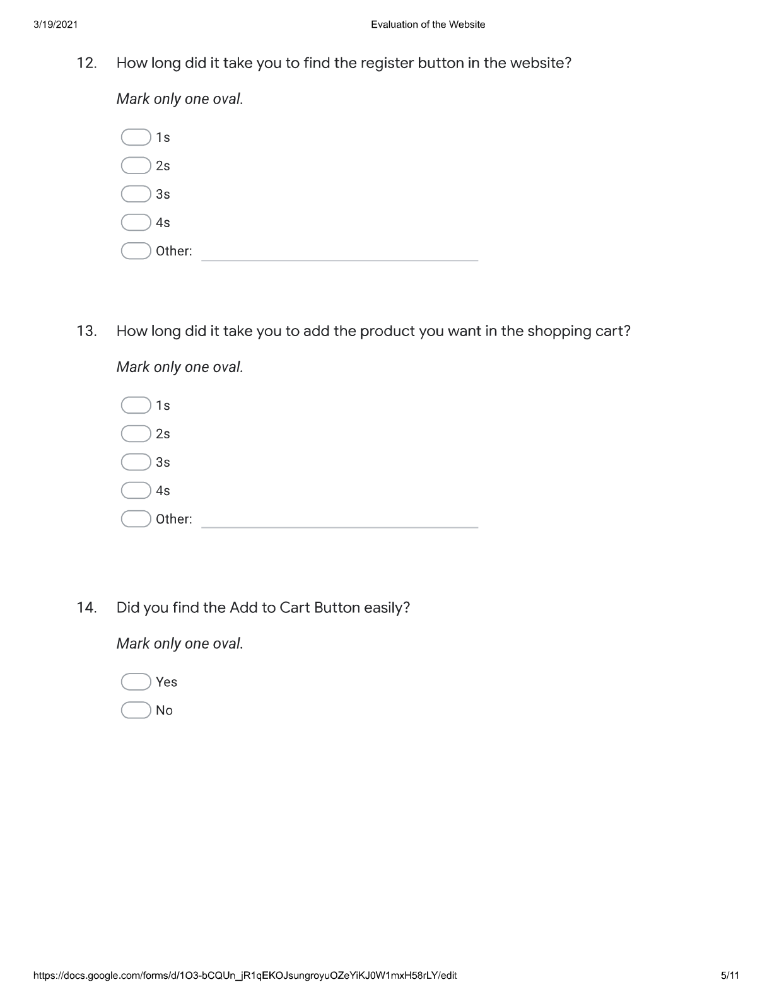 3/19/2021 Evaluation of the Website
12. How long did it take you to find the register button in the website?
Mark only one oval.
1s
2s
3s
4s
Other:
13. How long did it take you to add the product you want in the shopping cart?
Mark only one oval.
1s
2s
3s
4s
Other:
14. Did you find the Add to Cart Button easily?
Mark only one oval.
Yes
No
https://docs.google.com/forms/d/1O3-bCQUn_jR1qEKOJsungroyuOZeYiKJ0W1mxH58rLY/edit 5/11